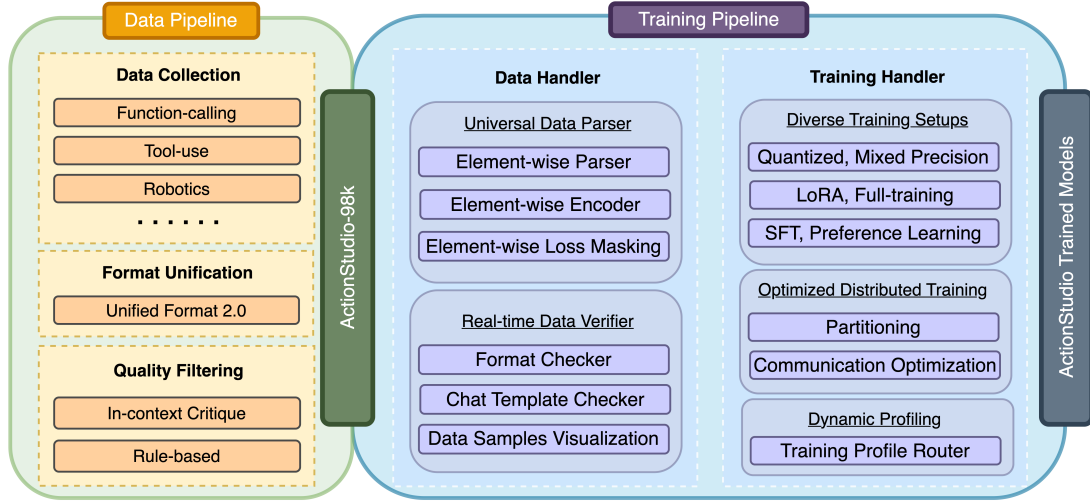 Data Pipeline
Data Collection
Function-calling
Tool-use
Robotics
......
Format Unification
Unified Format 2.0
Quality Filtering
In-context Critique
Rule-based
ActionStudio-98k
Training Pipeline
Data Handler
Universal Data Parser
Element-wise Parser
Element-wise Encoder
Element-wise Loss Masking
Real-time Data Verifier
Format Checker
Chat Template Checker
Data Samples Visualization
Training Handler
Diverse Training Setups
Quantized, Mixed Precision
LoRA, Full-training
SFT, Preference Learning
Optimized Distributed Training
Partitioning
Communication Optimization
Dynamic Profiling
Training Profile Router
ActionStudio Trained Models